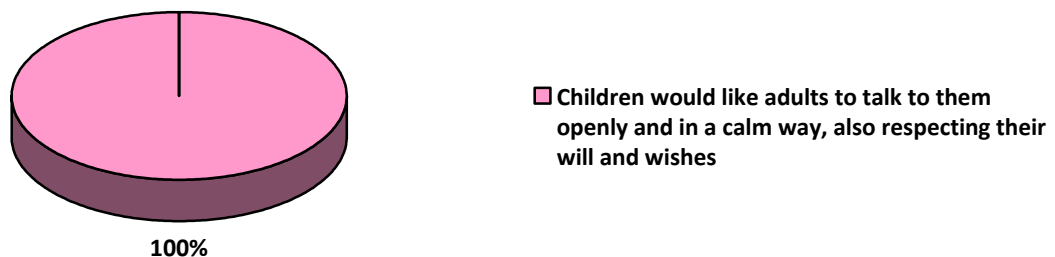 Children would like adults to talk to them
openly and in a calm way, also respecting their
will and wishes
100%